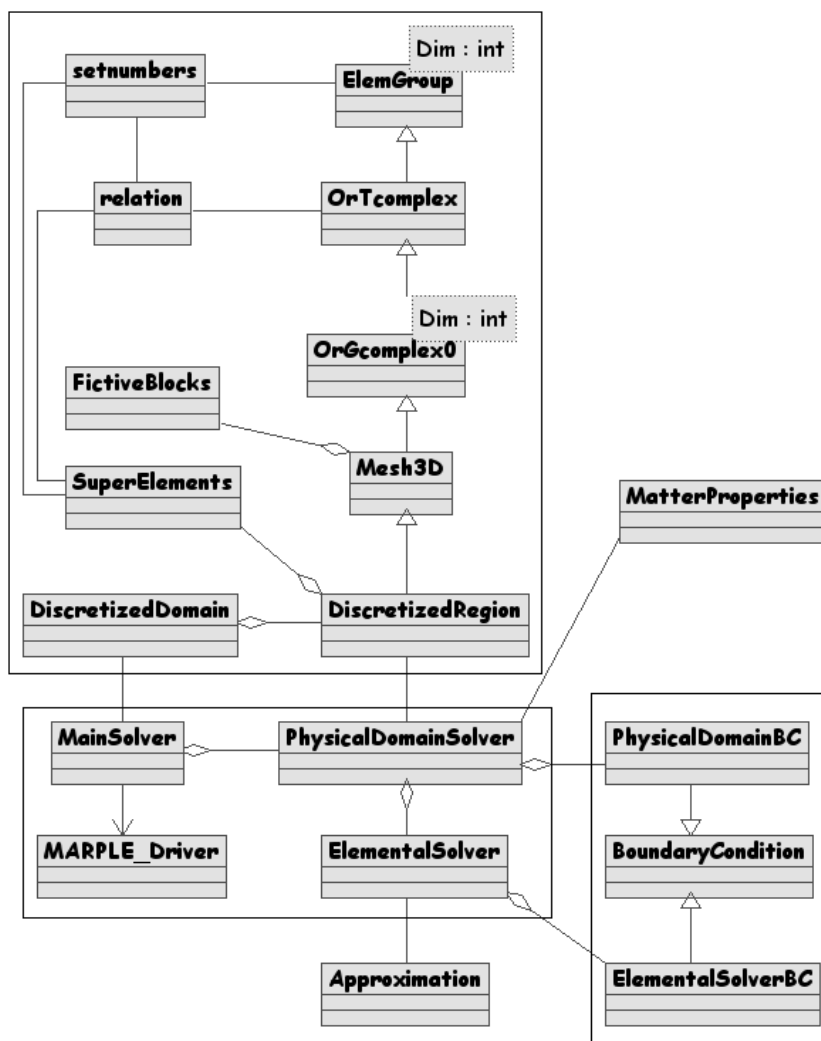 Dim : int
setnumbers
ElemGroup
relation
OrTcomplex
Dim : int
OrGcomplex0
FictiveBlocks
Mesh3D
SuperElements
MatterProperties
DiscretizedDomain
DiscretizedRegion
MainSolver
PhysicalDomainSolver
PhysicalDomainBC
MARPLE_Driver
ElementalSolver
BoundaryCondition
Approximation
ElementalSolverBC